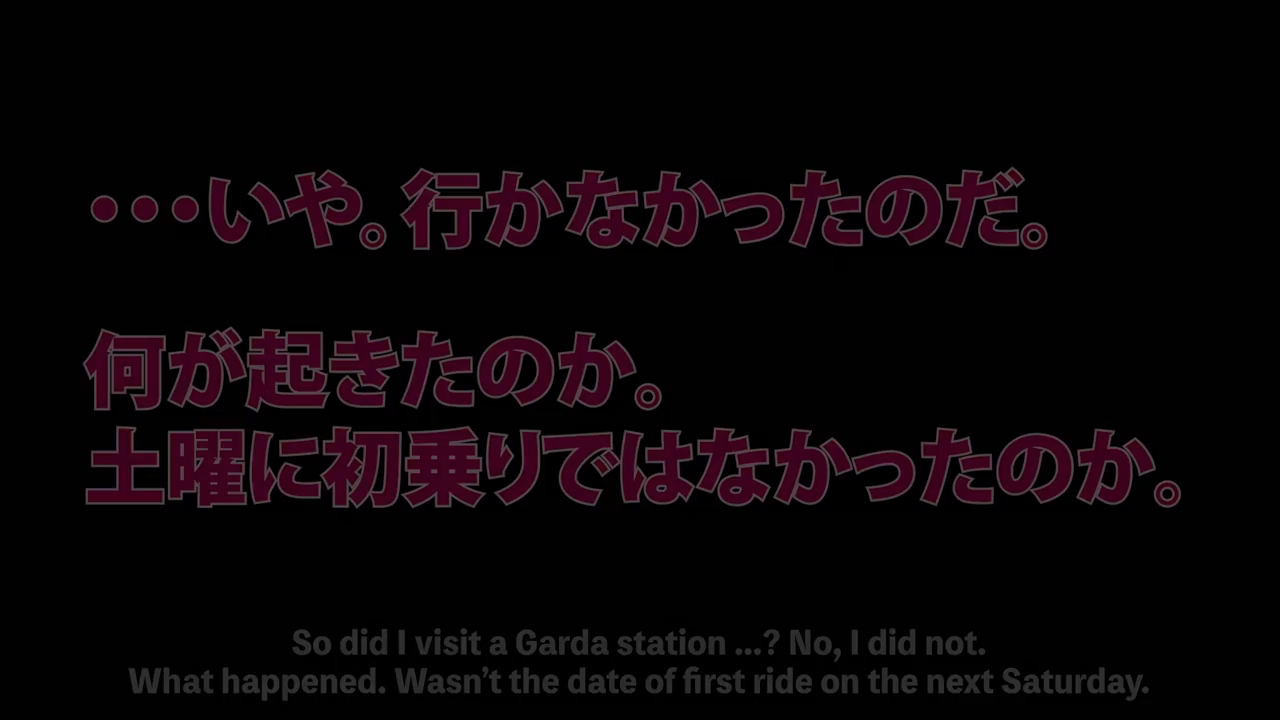 ・・・いや。行かなかったのだ。
何が起きたのか。
土曜に初乗りではなかったのか。
So did I visit a Garda station ...? No, I did not.
What happened. Wasn’t the date of first ride on the next Saturday.